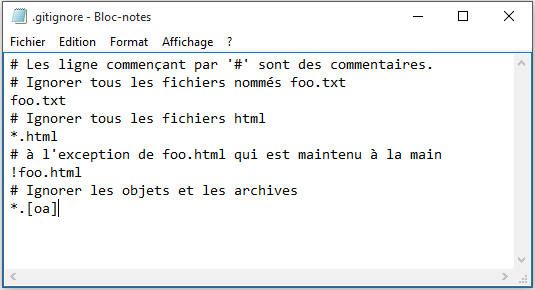 .gitignore - Bloc-notes
Fichier Edition Format Affichage ?
# Les ligne commençant par '#' sont des commentaires.
# Ignorer tous les fichiers nommés foo.txt
foo.txt
# Ignorer tous les fichiers html
*.html
# à l'exception de foo.html qui est maintenu à la main
!foo.html
# Ignorer les objets et les archives
*.[oa]